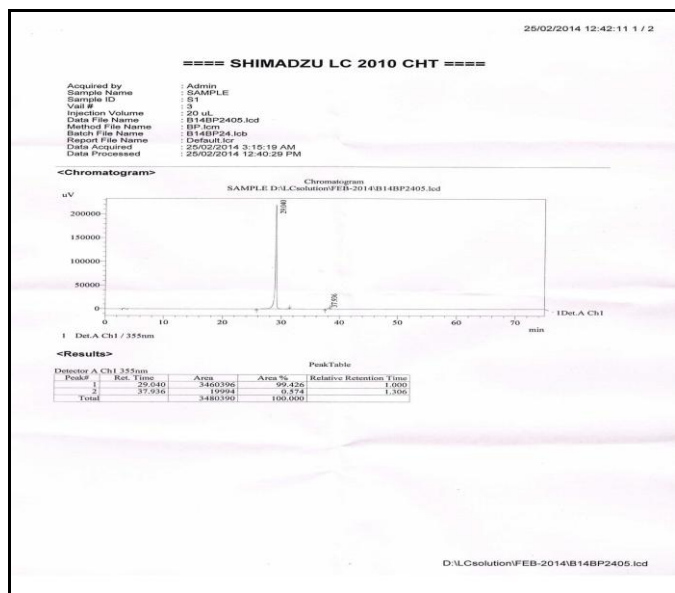 25/02/2014 12:42:11 1 / 2
==== SHIMADZU LC 2010 CHT ====
Acquired by : Admin
Sample Name : SAMPLE
Sample ID : S1
Vail # : 3
Injection Volume : 20 uL
Data File Name : B14BP2405.lcd
Method File Name : BP.lcm
Batch File Name : B14BP24.lcb
Report File Name : Default.lcr
Data Acquired : 25/02/2014 3:15:19 AM
Data Processed : 25/02/2014 12:40:29 PM
<Chromatogram>
Chromatogram
SAMPLE D:\LCsolution\FEB-2014\B14BP2405.lcd
uV
200000
150000
100000
50000
0
29.040
37.936
1Det.A Ch1
0 10 20 30 40 50 60 70
min
1 Det.A Ch1 / 355nm
<Results>
PeakTable
Detector A Ch1 355nm
Peak# Ret. Time Area Area % Relative Retention Time
1 29.040 3460396 99.426 1.000
2 37.936 19994 0.574 1.306
Total 3480390 100.000
D:\LCsolution\FEB-2014\B14BP2405.lcd